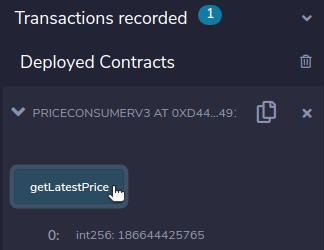 Transactions recorded 1
Deployed Contracts
PRICECONSUMERV3 AT 0XD44...49:
getLatestPrice
0: int256: 186644425765